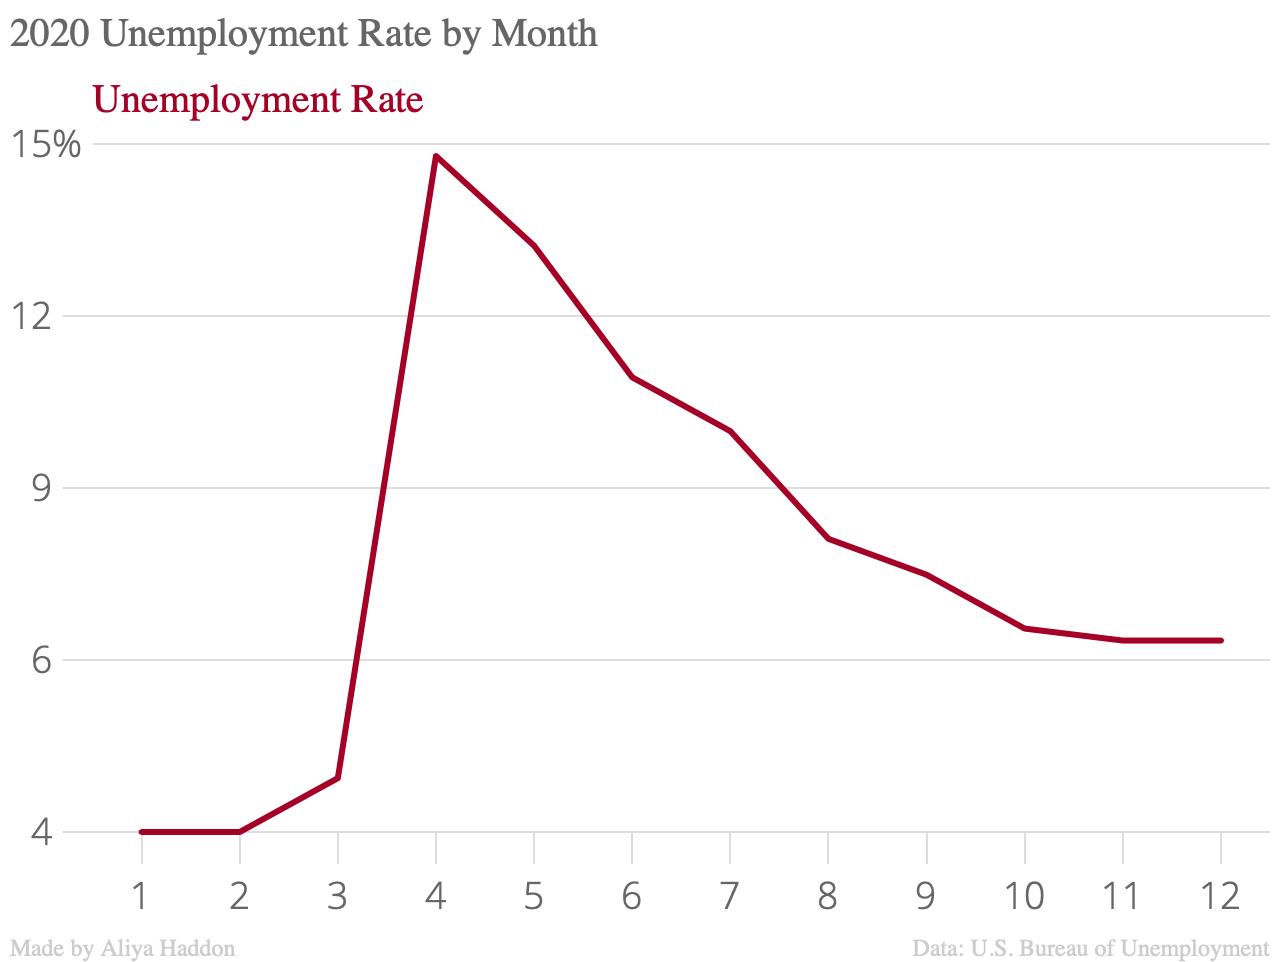 2020 Unemployment Rate by Month
Unemployment Rate
15%
12
9
6
4
1 2 3 4 5 6 7 8 9 10 11 12
Made by Aliya Haddon
Data: U.S. Bureau of Unemployment